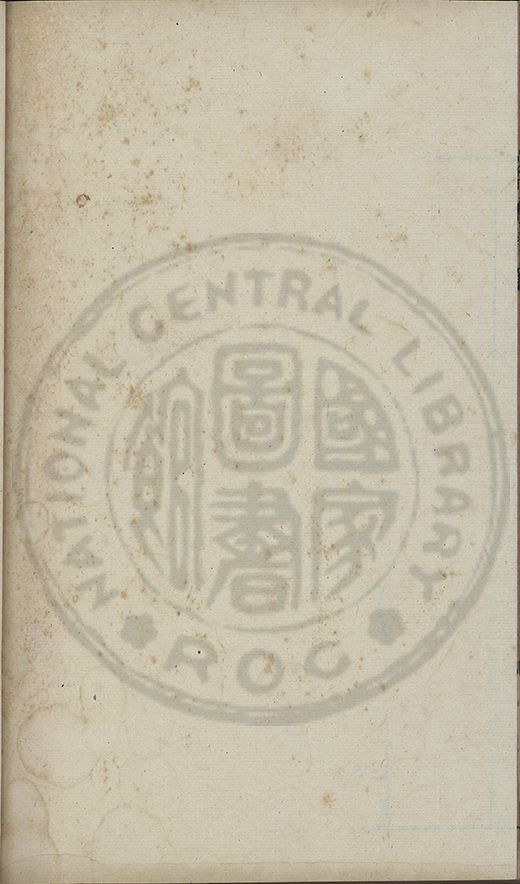 NATIONAL CENTRAL LIBRARY
國家
圖書
館
ROC